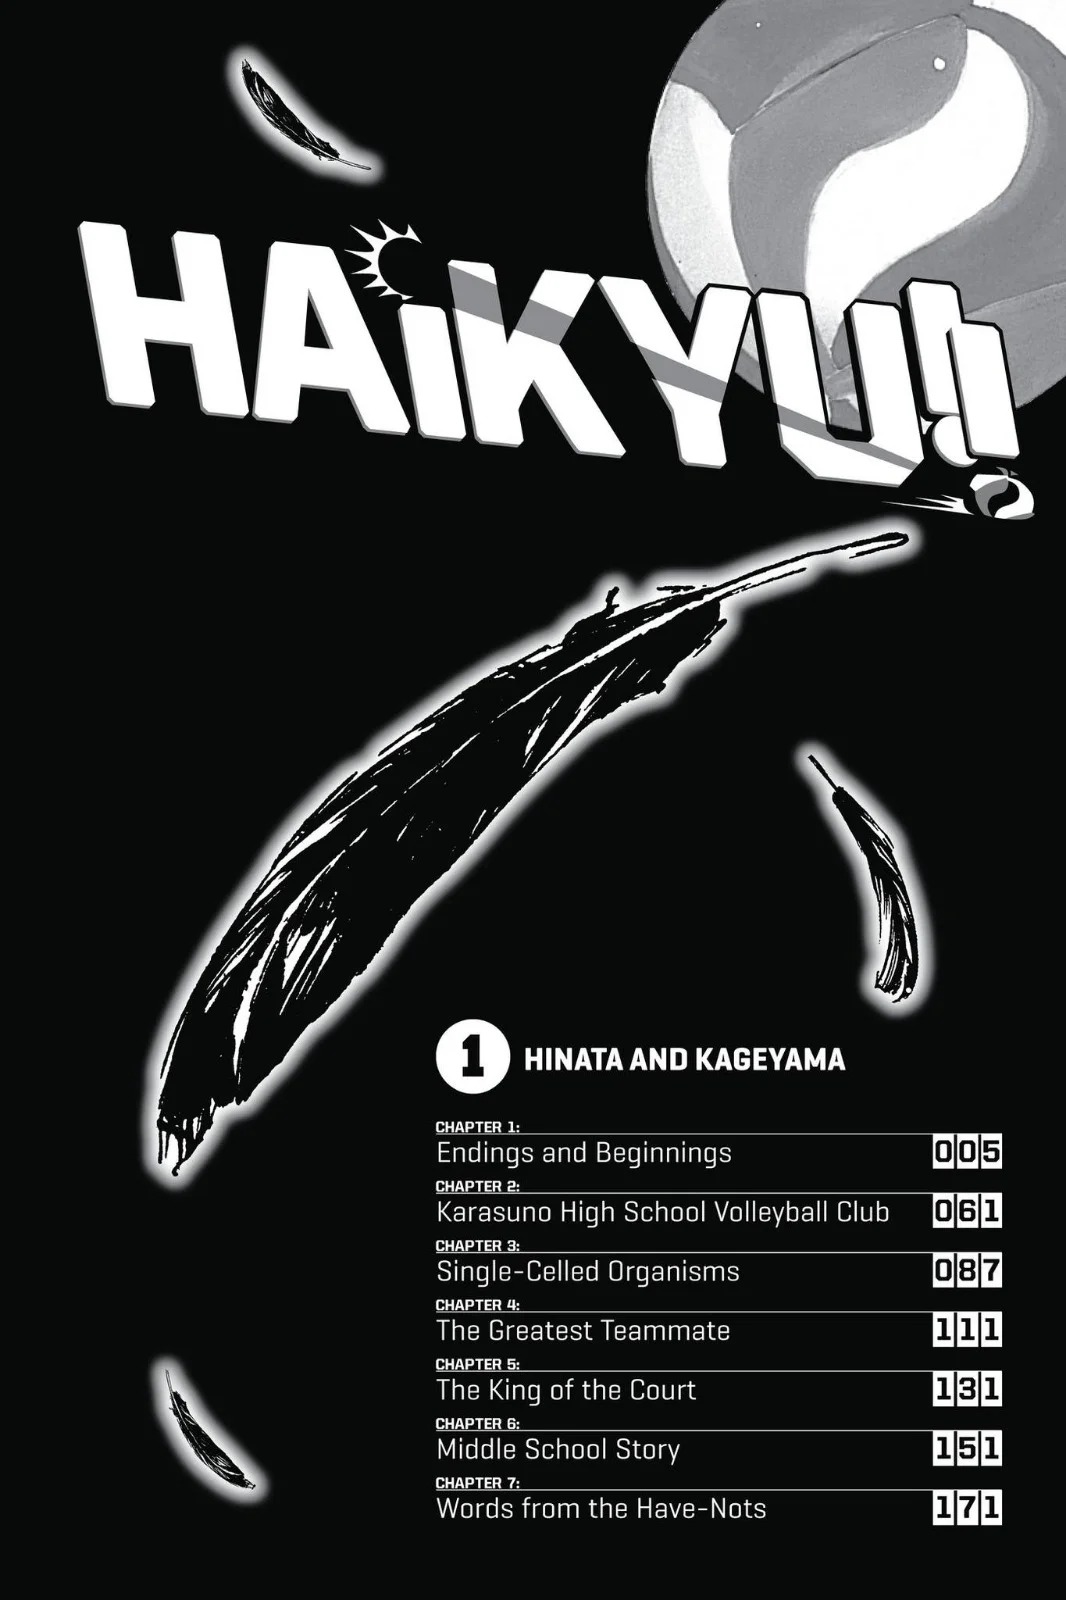 HAiKYU!!
1 HINATA AND KAGEYAMA
CHAPTER 1:
Endings and Beginnings 005
CHAPTER 2:
Karasuno High School Volleyball Club 061
CHAPTER 3:
Single-Celled Organisms 087
CHAPTER 4:
The Greatest Teammate 111
CHAPTER 5:
The King of the Court 131
CHAPTER 6:
Middle School Story 151
CHAPTER 7:
Words from the Have-Nots 171